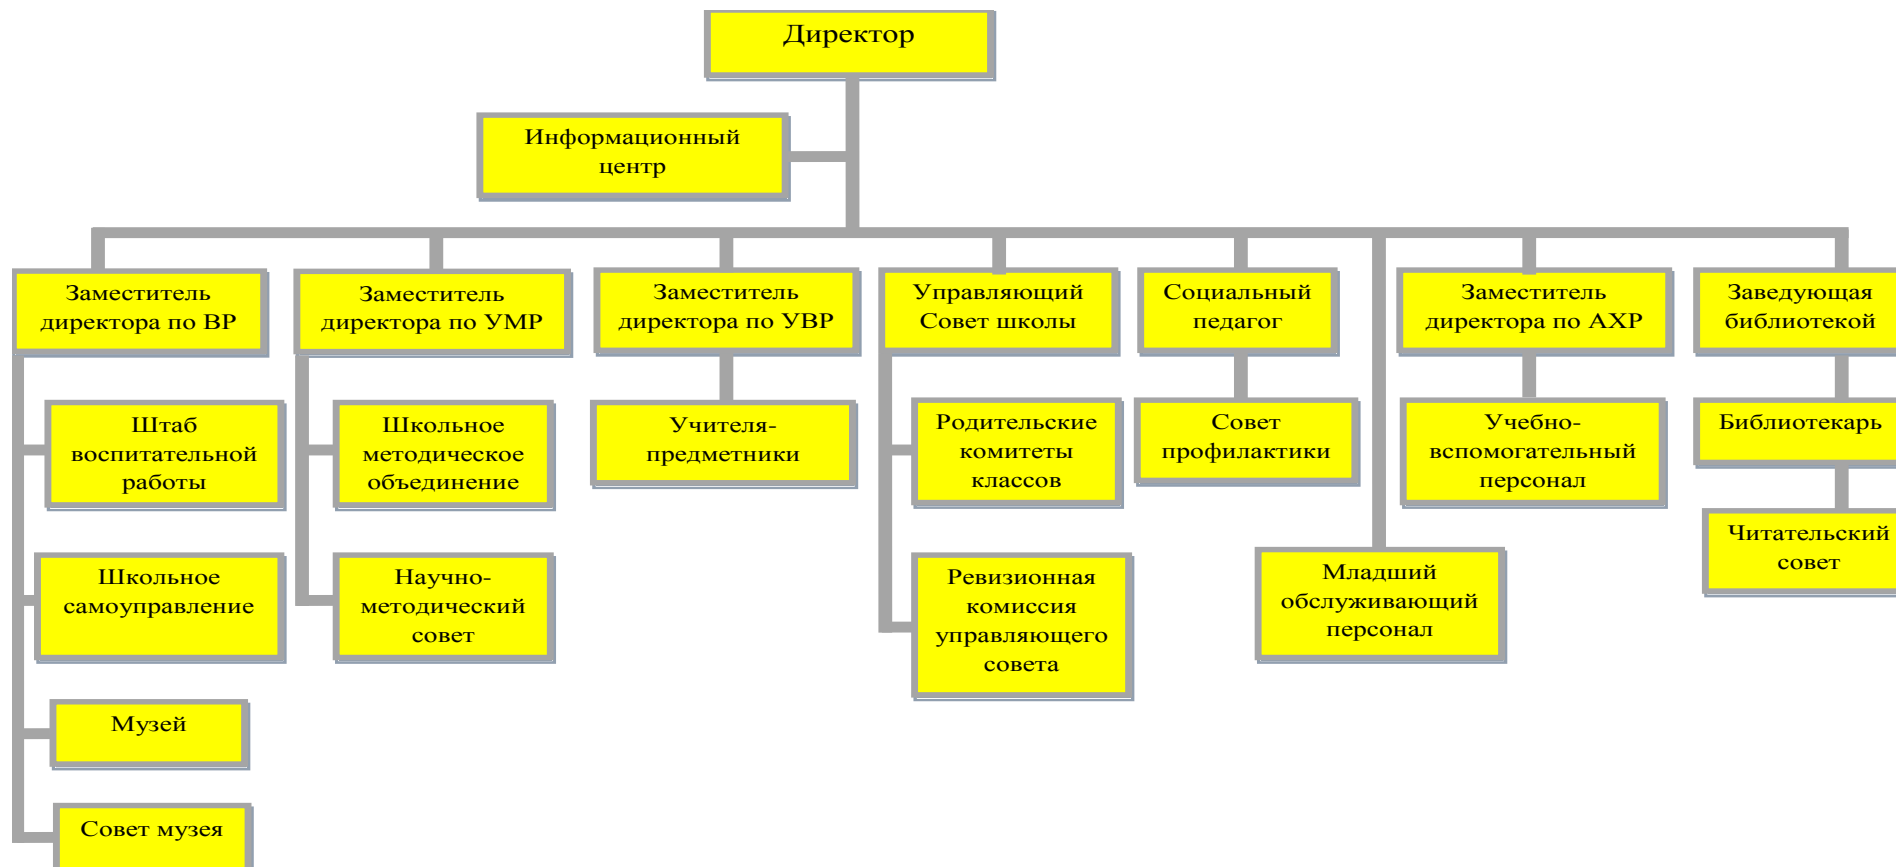 Директор
Информационный
центр
Заместитель
директора по ВР
Заместитель
директора по УМР
Заместитель
директора по УВР
Управляющий
Совет школы
Социальный
педагог
Заместитель
директора по АХР
Заведующая
библиотекой
Штаб
воспитательной
работы
Школьное
методическое
объединение
Учителя-
предметники
Родительские
комитеты
классов
Совет
профилактики
Учебно-
вспомогательный
персонал
Библиотекарь
Читательский
совет
Школьное
самоуправление
Научно-
методический
совет
Ревизионная
комиссия
управляющего
совета
Младший
обслуживающий
персонал
Музей
Совет музея